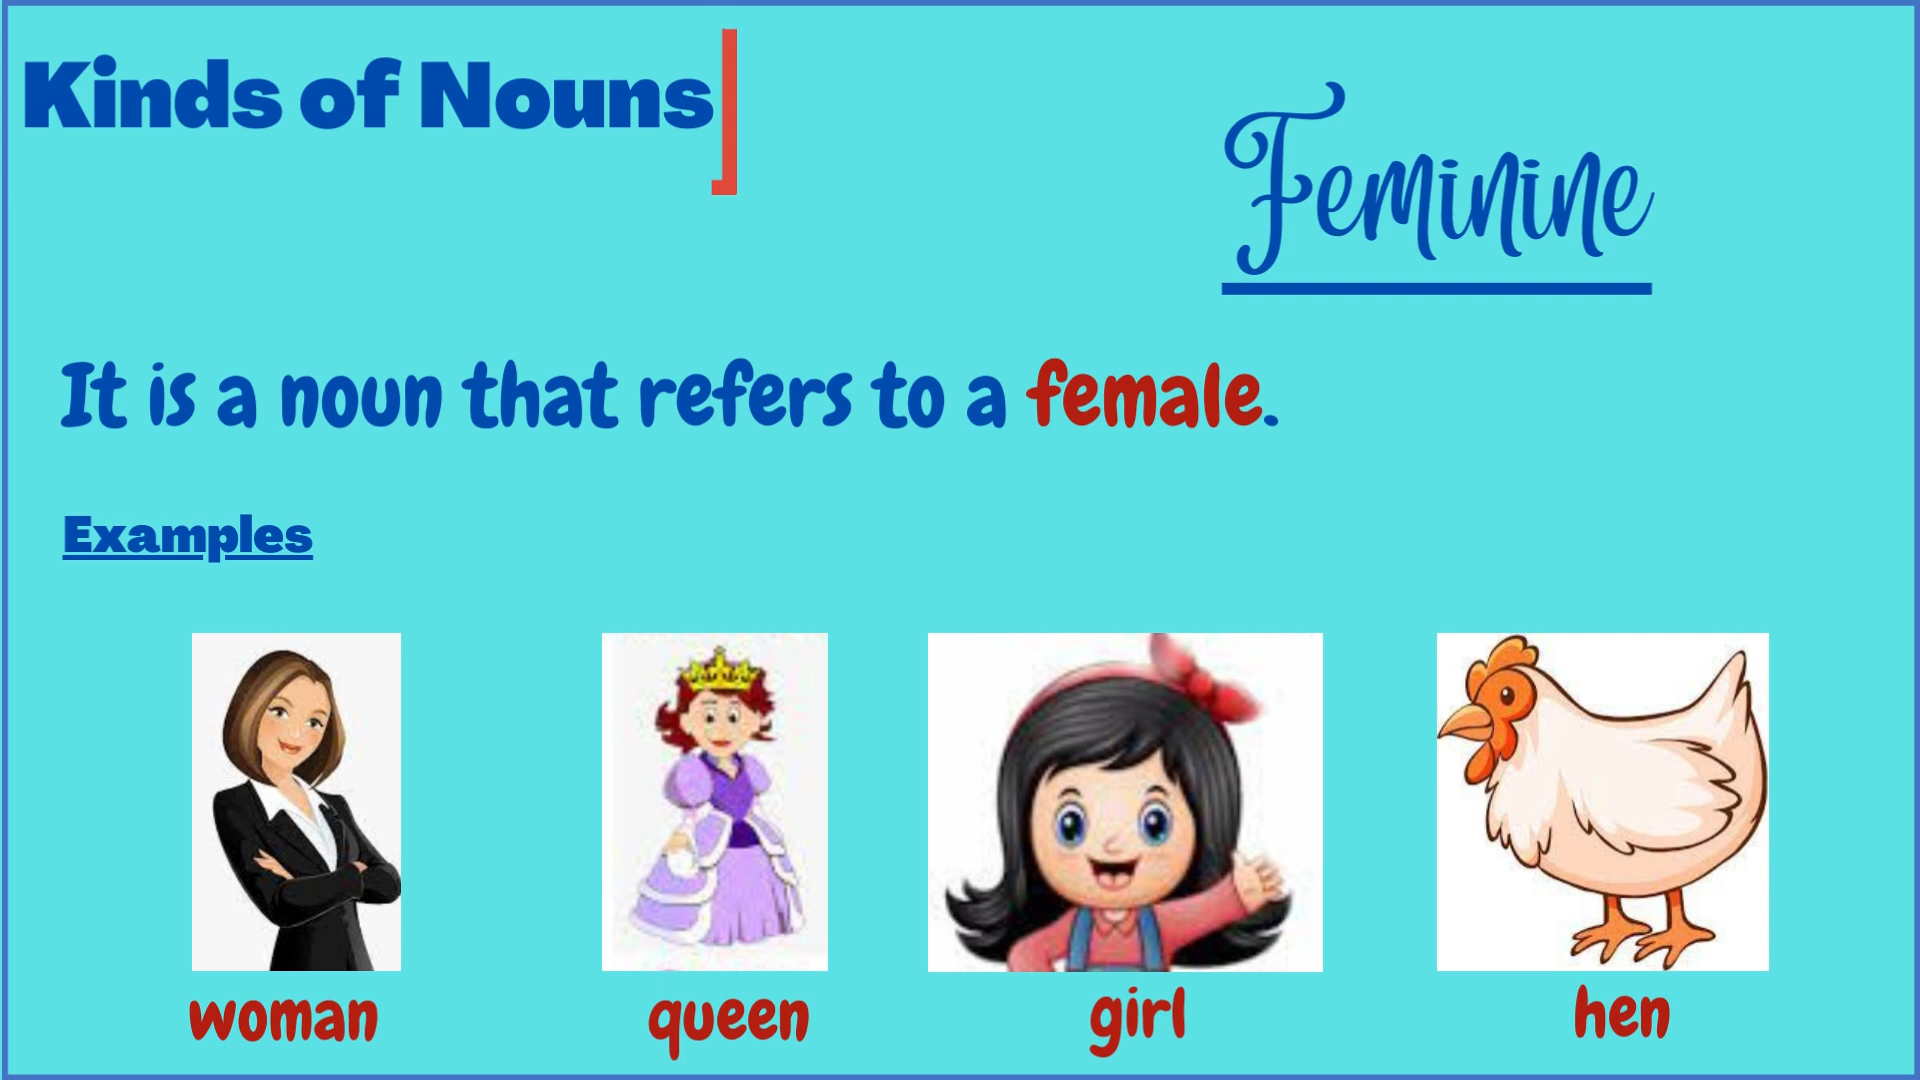 Kinds of Nouns
Feminine
It is a noun that refers to a female.
Examples
woman
queen
girl
hen